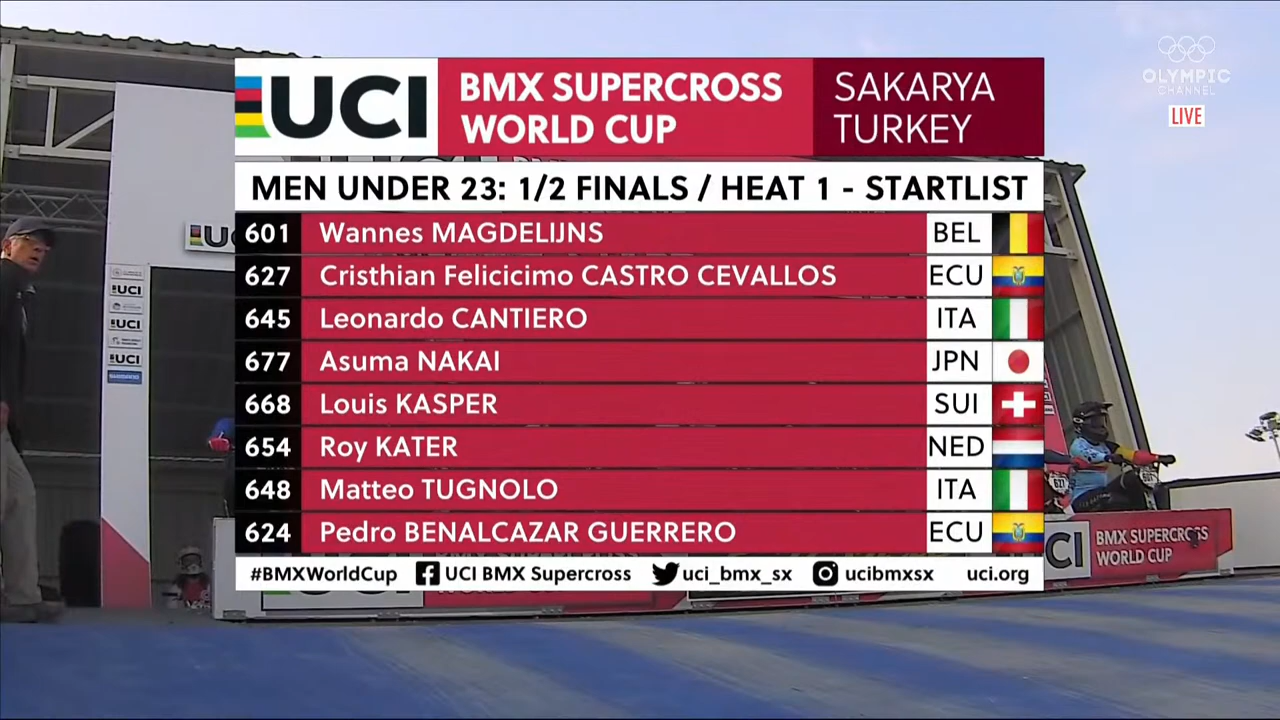 OLYMPIC
CHANNEL
LIVE
UCI
BMX SUPERCROSS
WORLD CUP
SAKARYA
TURKEY
MEN UNDER 23: 1/2 FINALS / HEAT 1 - STARTLIST
601 Wannes MAGDELIJNS BEL
627 Cristhian Felicicimo CASTRO CEVALLOS ECU
645 Leonardo CANTIERO ITA
677 Asuma NAKAI JPN
668 Louis KASPER SUI
654 Roy KATER NED
648 Matteo TUGNOLO ITA
624 Pedro BENALCAZAR GUERRERO ECU
#BMXWorldCup UCI BMX Supercross uci_bmx_sx ucibmxsx uci.org
UCI
UCI
UCI
BMX SUPERCROSS
WORLD CUP